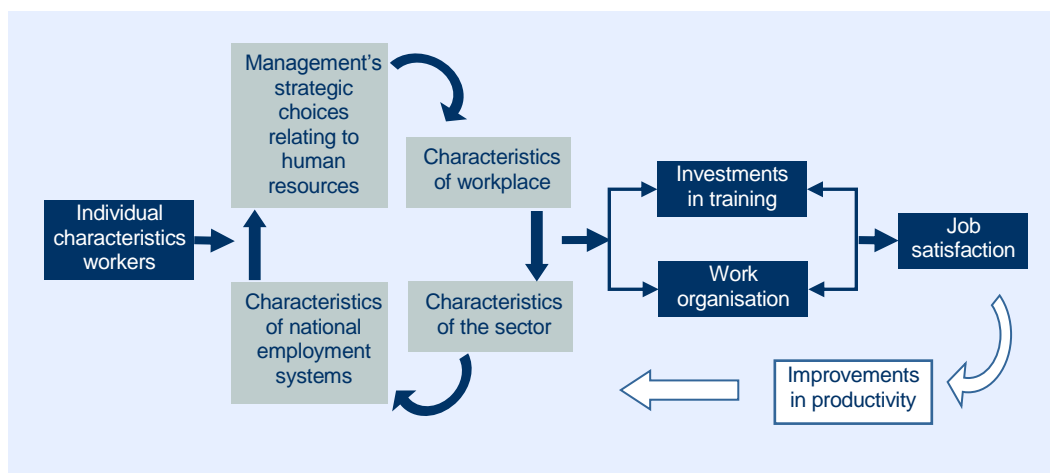 Management’s
strategic
choices
relating to
human
resources
Characteristics
of workplace
Investments
in training
Individual
characteristics
workers
Job
satisfaction
Characteristics
of national
employment
systems
Characteristics
of the sector
Work
organisation
Improvements
in productivity